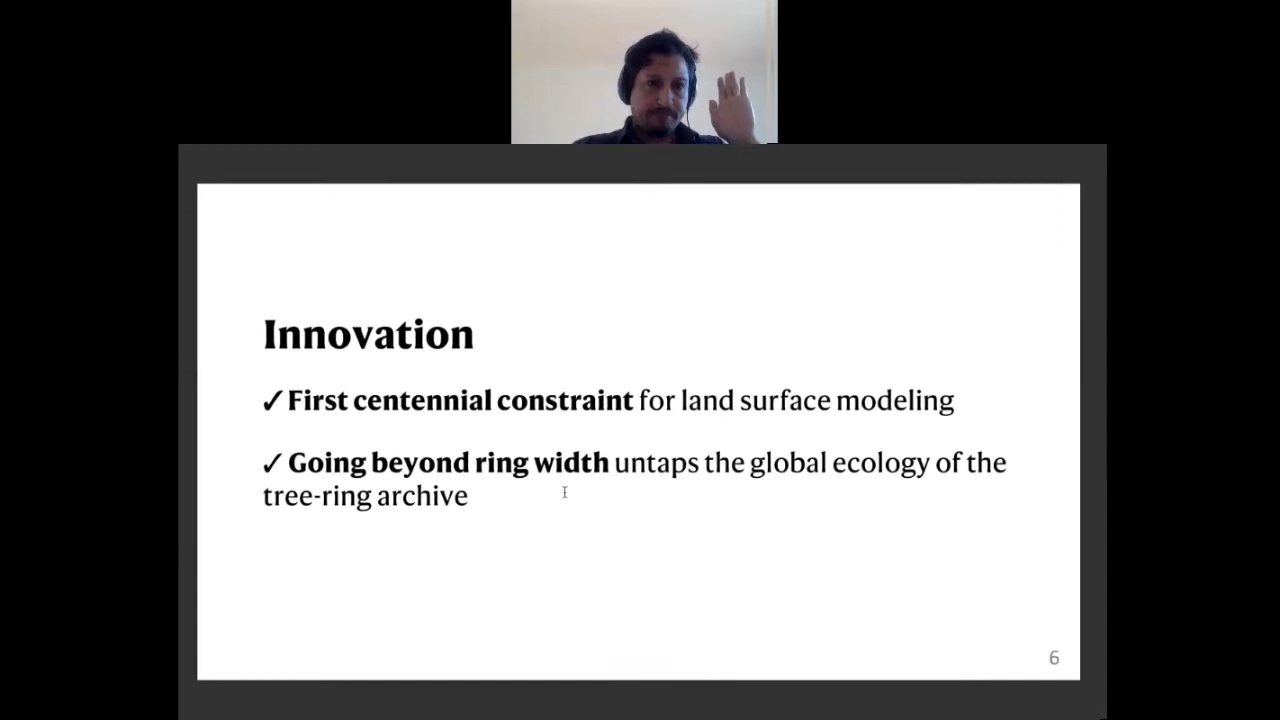 Innovation
✓First centennial constraint for land surface modeling
✓Going beyond ring width untaps the global ecology of the
tree-ring archive
6